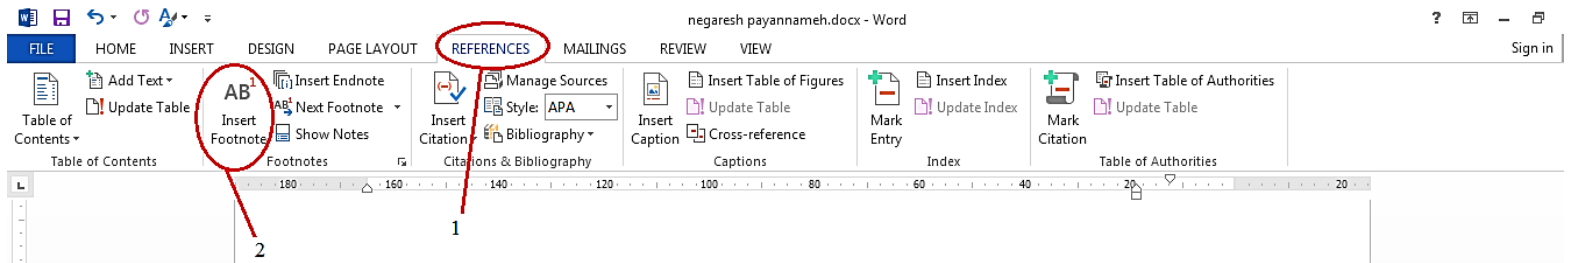 negaresh payannameh.docx - Word
?
FILE HOME INSERT DESIGN PAGE LAYOUT REFERENCES MAILINGS REVIEW VIEW Sign in
Table of Contents
Add Text
Update Table
Table of Contents
AB1
Insert Footnote
Insert Endnote
AB1 Next Footnote
Show Notes
Footnotes
Insert Citation
Manage Sources
Style: APA
Bibliography
Citations & Bibliography
Insert Caption
Insert Table of Figures
Update Table
Cross-reference
Captions
Mark Entry
Insert Index
Update Index
Index
Mark Citation
Insert Table of Authorities
Update Table
Table of Authorities
180 160 140 120 100 80 60 40 20 20
1
2